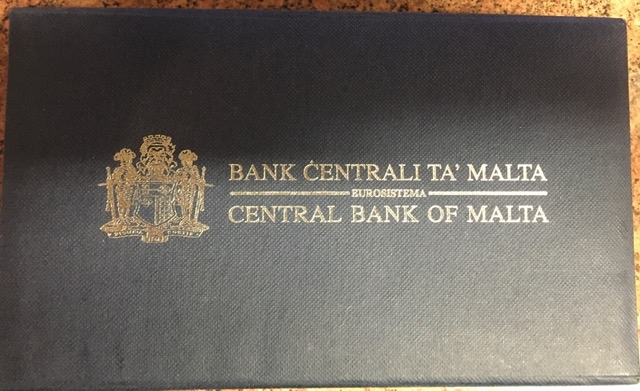 BANK ĊENTRALI TA' MALTA
EUROSISTEMA
CENTRAL BANK OF MALTA